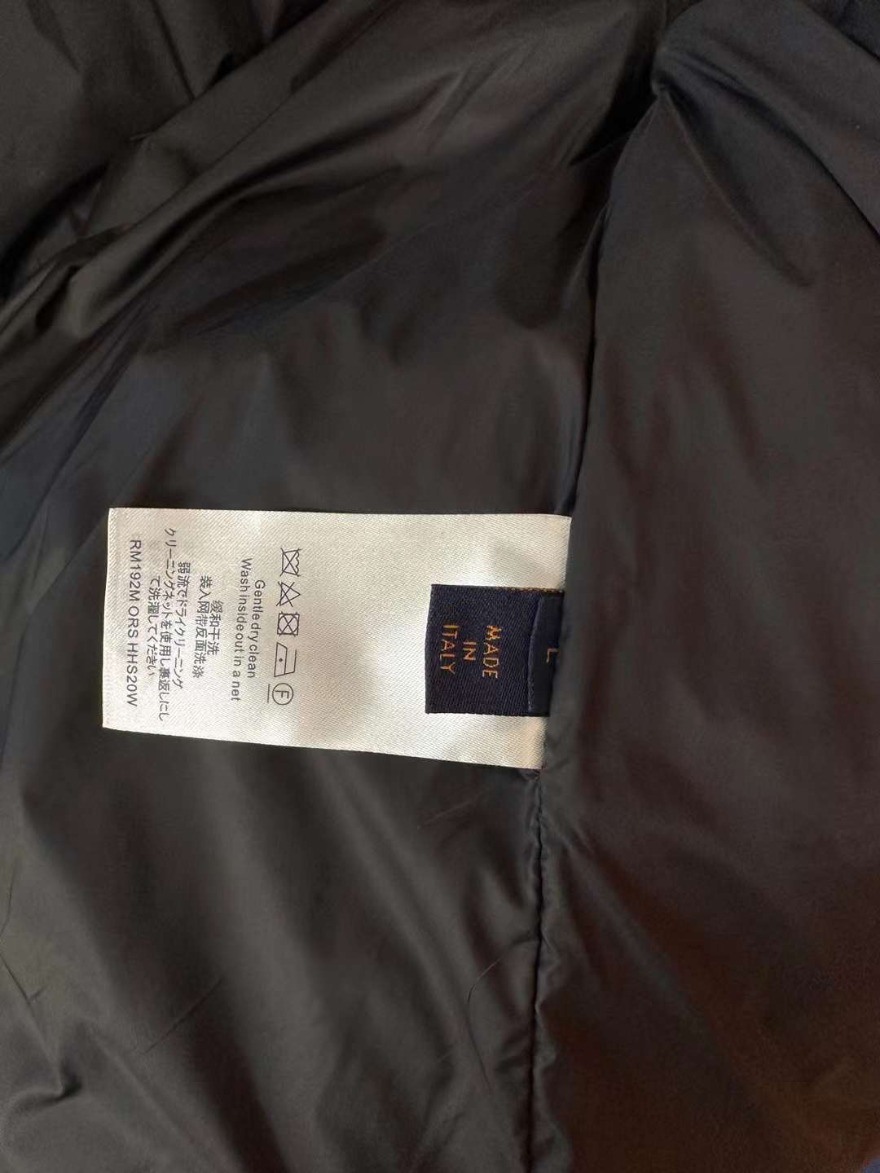 L
MADE
IN
ITALY
F
Gentle dry clean
Wash inside out in a net
缓和干洗
装入网带反面洗涤
弱流でドライクリーニング
クリーニングネットを使用し裏返しにし
て洗濯してください
RM192M ORS HHS20W